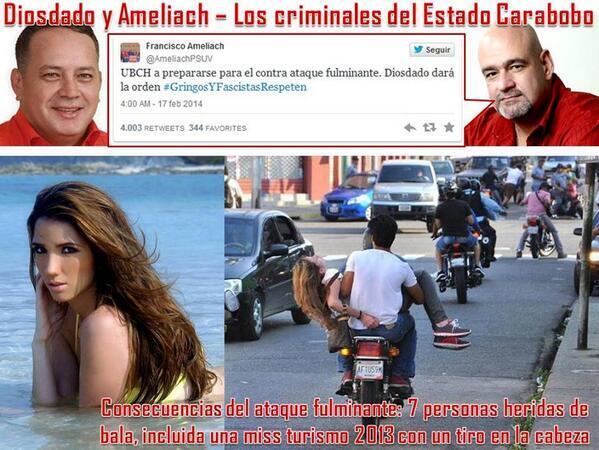 Diosdado y Ameliach – Los criminales del Estado Carabobo
Francisco Ameliach
@AmeliachPSUV
Seguir
UBCH a prepararse para el contra ataque fulminante. Diosdado dará
la orden #GringosYFascistasRespeten
4:00 AM - 17 feb 2014
4.003 RETWEETS 344 FAVORITES
AF1U59M
Consecuencias del ataque fulminante: 7 personas heridas de
bala, incluida una miss turismo 2013 con un tiro en la cabeza